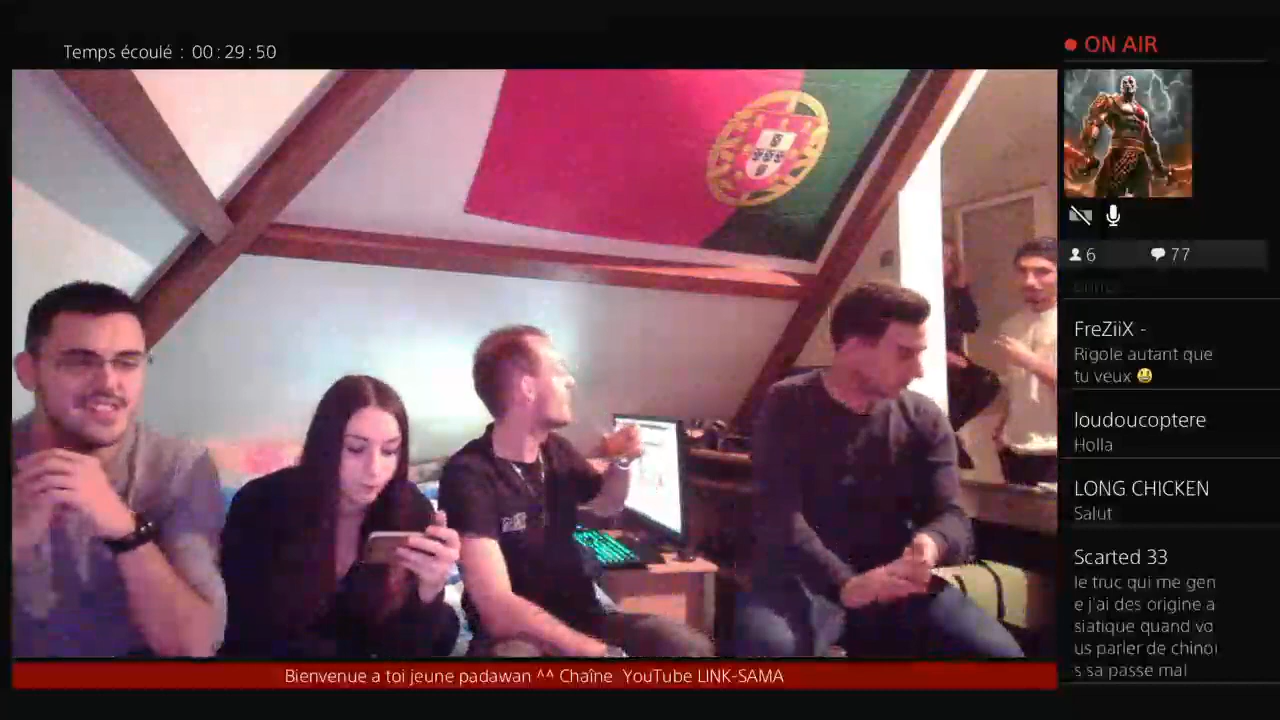 Temps écoulé : 00:29:50
ON AIR
6
77
FreZiiX -
Rigole autant que
tu veux 😃
loudoucoptere
Holla
LONG CHICKEN
Salut
Scarted 33
le truc qui me gen
e j'ai des origine a
siatique quand vo
us parler de chinoi
s sa passe mal
Bienvenue a toi jeune padawan ^^ Chaîne YouTube LINK-SAMA